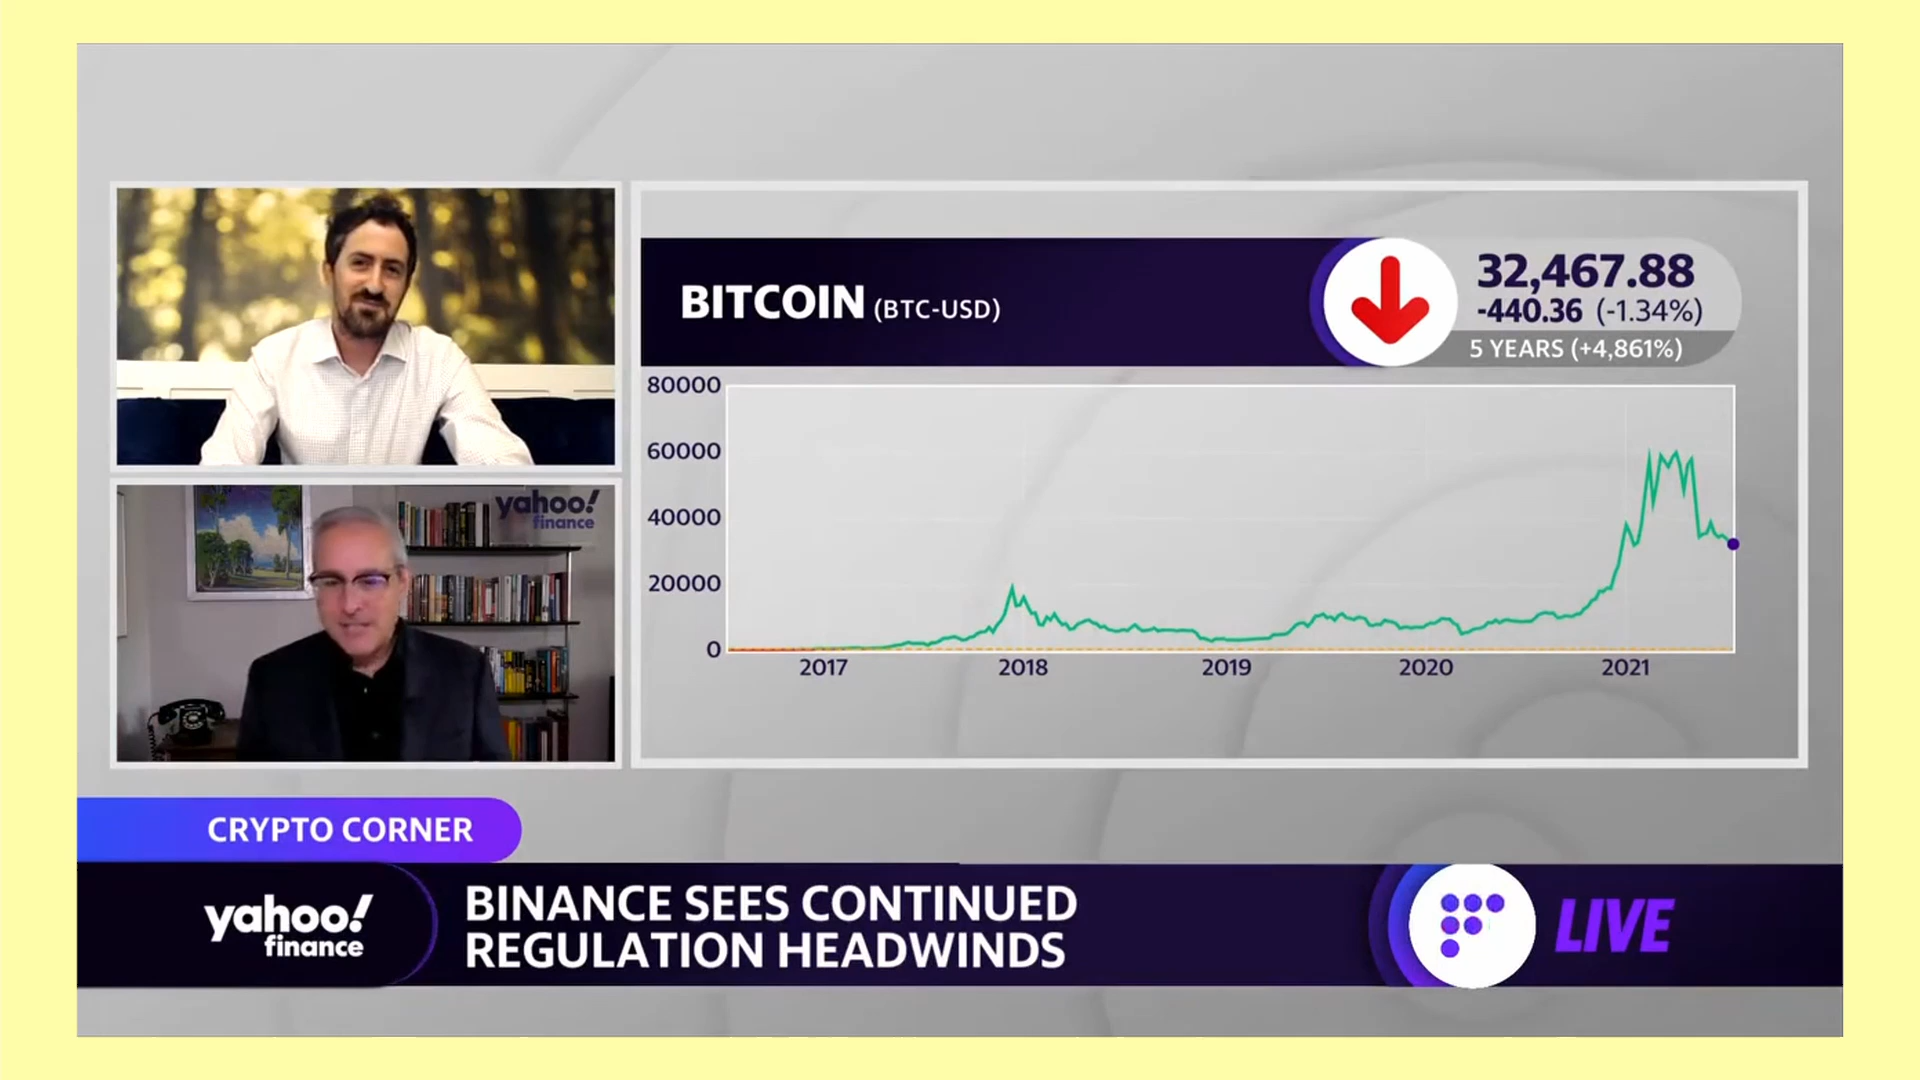 yahoo!
finance
BITCOIN (BTC-USD)
32,467.88
-440.36 (-1.34%)
5 YEARS (+4,861%)
80000
60000
40000
20000
0
2017 2018 2019 2020 2021
CRYPTO CORNER
yahoo!
finance
BINANCE SEES CONTINUED
REGULATION HEADWINDS
LIVE